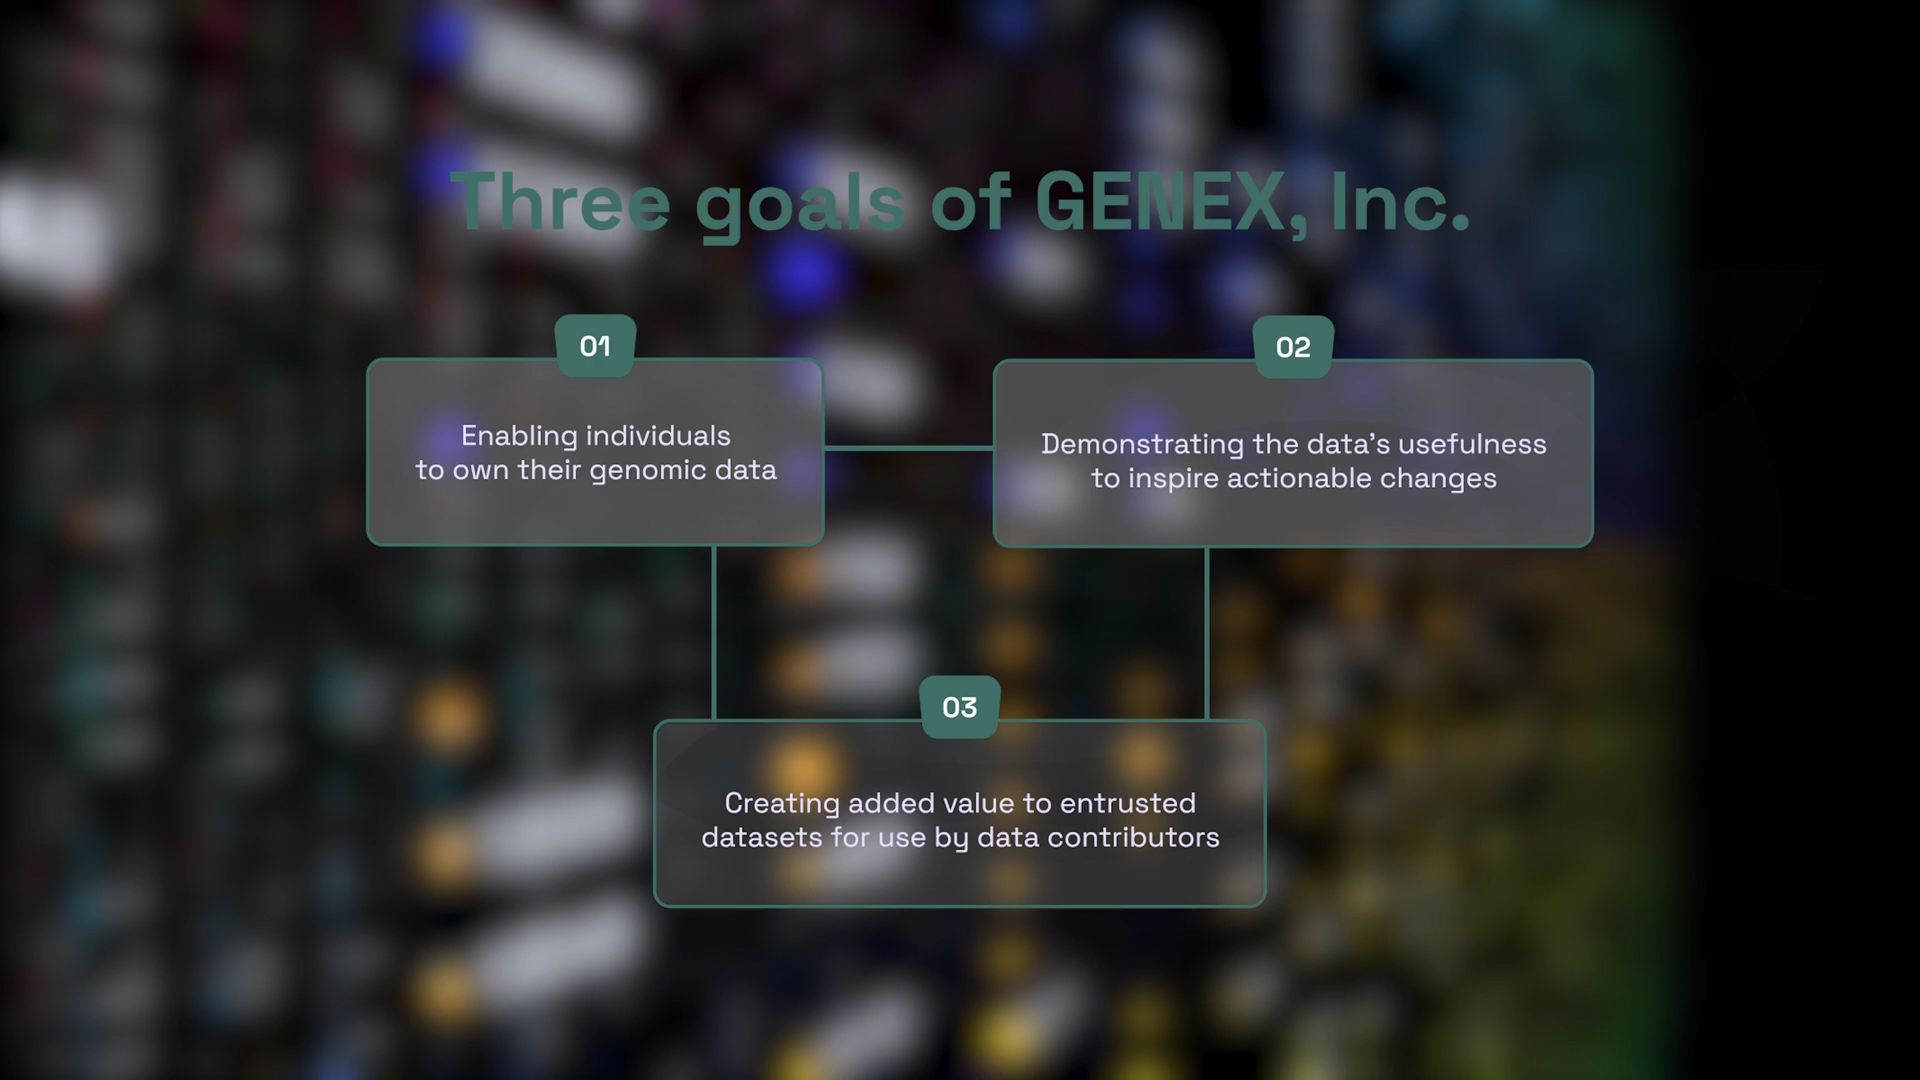 Three goals of GENEX, Inc.
01
Enabling individuals
to own their genomic data
02
Demonstrating the data's usefulness
to inspire actionable changes
03
Creating added value to entrusted
datasets for use by data contributors